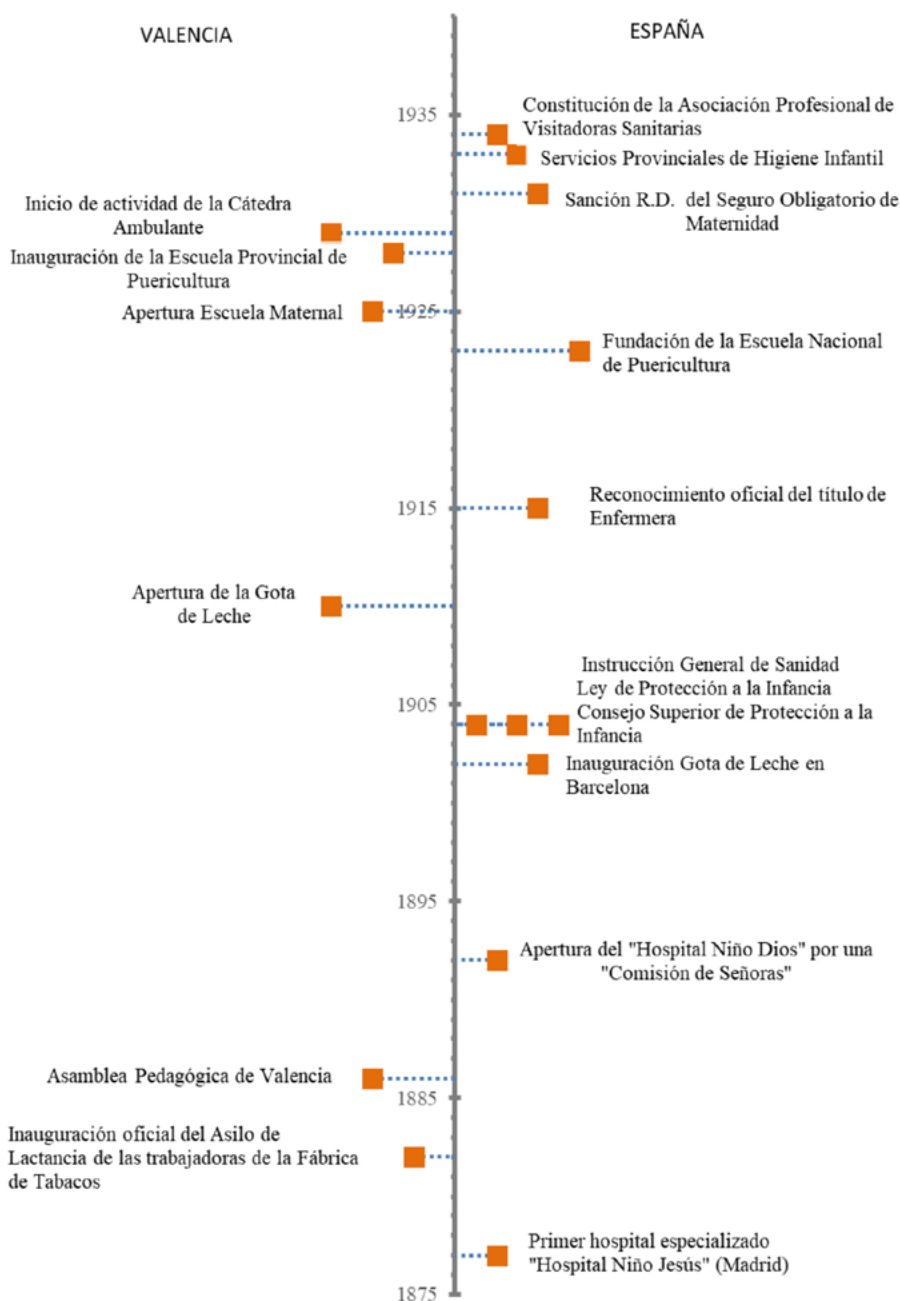 VALENCIA
ESPAÑA
1935
Constitución de la Asociación Profesional de
Visitadoras Sanitarias
Servicios Provinciales de Higiene Infantil
Sanción R.D. del Seguro Obligatorio de
Maternidad
Inicio de actividad de la Cátedra
Ambulante
Inauguración de la Escuela Provincial de
Puericultura
Apertura Escuela Maternal
1925
Fundación de la Escuela Nacional
de Puericultura
1915
Reconocimiento oficial del título de
Enfermera
Apertura de la Gota
de Leche
Instrucción General de Sanidad
Ley de Protección a la Infancia
1905
Consejo Superior de Protección a la
Infancia
Inauguración Gota de Leche en
Barcelona
1895
Apertura del "Hospital Niño Dios" por una
"Comisión de Señoras"
Asamblea Pedagógica de Valencia
1885
Inauguración oficial del Asilo de
Lactancia de las trabajadoras de la Fábrica
de Tabacos
Primer hospital especializado
"Hospital Niño Jesús" (Madrid)
1875